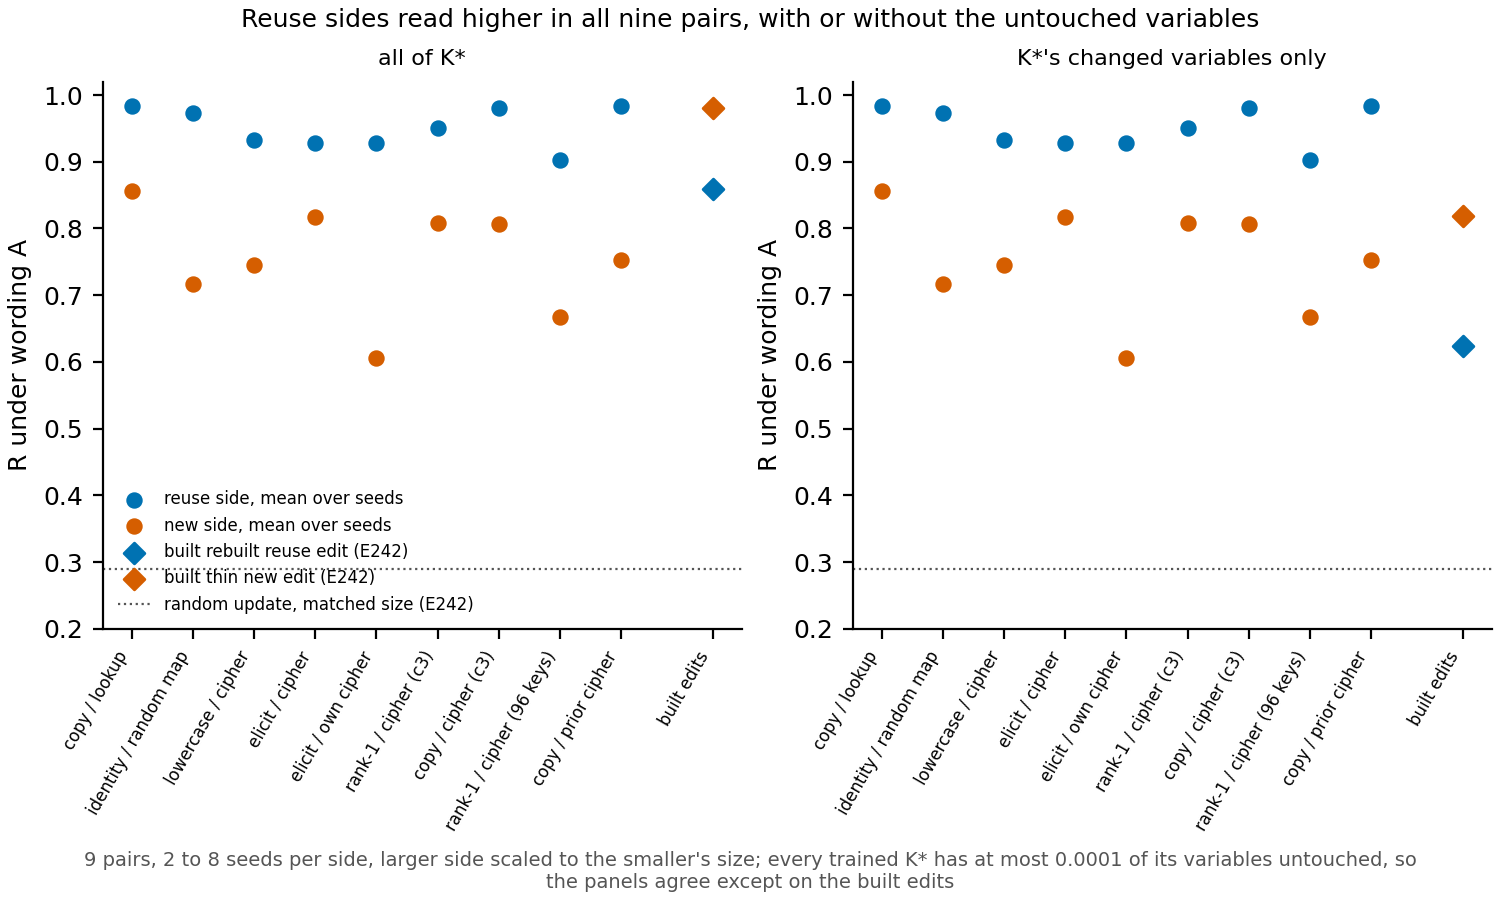 Reuse sides read higher in all nine pairs, with or without the untouched variables
all of K*
R under wording A
1.0
0.9
0.8
0.7
0.6
0.5
0.4
0.3
0.2
reuse side, mean over seeds
new side, mean over seeds
built rebuilt reuse edit (E242)
built thin new edit (E242)
random update, matched size (E242)
copy / lookup
identity / random map
lowercase / cipher
elicit / cipher
elicit / own cipher
rank-1 / cipher (c3)
copy / cipher (c3)
rank-1 / cipher (96 keys)
copy / prior cipher
built edits
K*'s changed variables only
R under wording A
1.0
0.9
0.8
0.7
0.6
0.5
0.4
0.3
0.2
copy / lookup
identity / random map
lowercase / cipher
elicit / cipher
elicit / own cipher
rank-1 / cipher (c3)
copy / cipher (c3)
rank-1 / cipher (96 keys)
copy / prior cipher
built edits
9 pairs, 2 to 8 seeds per side, larger side scaled to the smaller's size; every trained K* has at most 0.0001 of its variables untouched, so
the panels agree except on the built edits